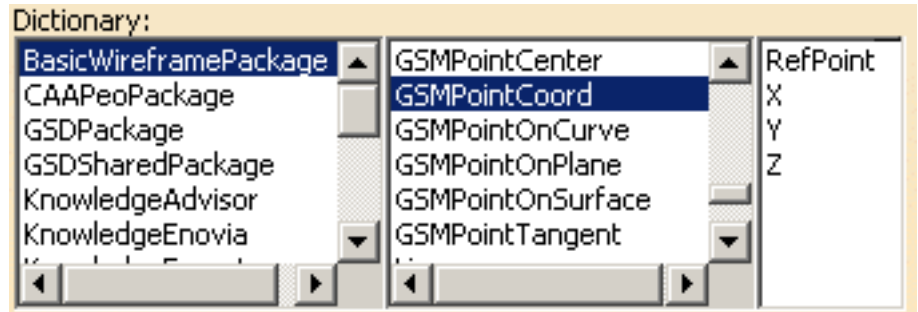 Dictionary:
BasicWireframePackage
CAAPeoPackage
GSDPackage
GSDSharedPackage
KnowledgeAdvisor
KnowledgeEnovia
GSMPointCenter
GSMPointCoord
GSMPointOnCurve
GSMPointOnPlane
GSMPointOnSurface
GSMPointTangent
RefPoint
X
Y
Z